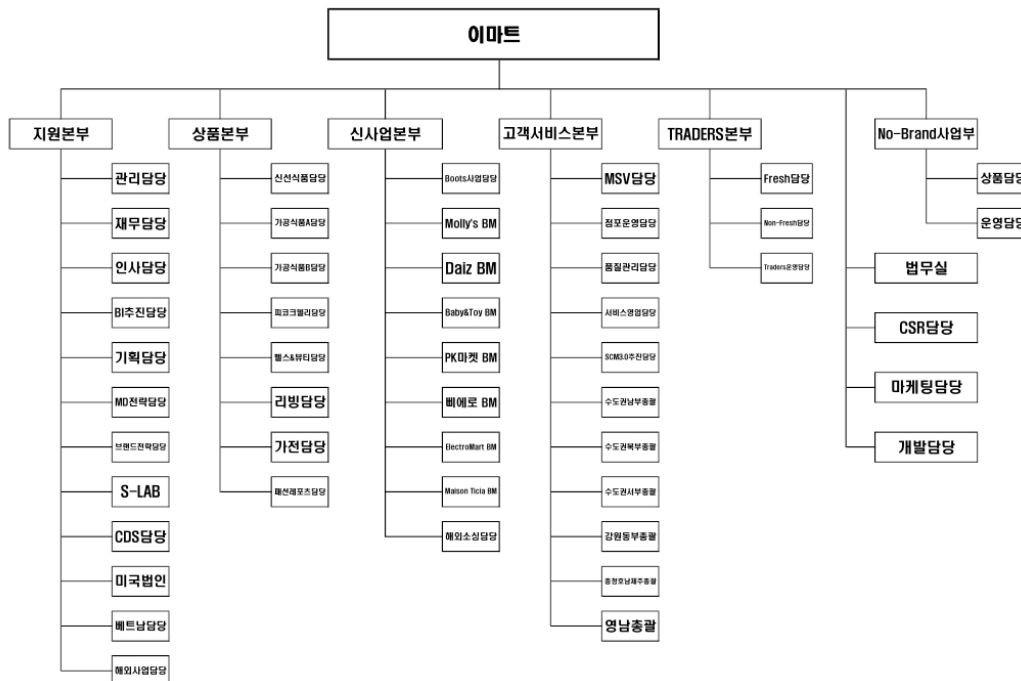 이마트
지원본부
관리담당
재무담당
인사담당
BI추진담당
기획담당
MD전략담당
브랜드전략담당
S-LAB
CDS담당
미국법인
베트남담당
해외사업담당
상품본부
신선식품담당
가공식품A담당
가공식품B담당
피코크델리담당
헬스&뷰티담당
리빙담당
가전담당
패션레포츠담당
신사업본부
Boots사업담당
Molly's BM
Daiz BM
Baby&Toy BM
PK마켓 BM
삐에로 BM
ElectroMart BM
Maison Ticia BM
해외소싱담당
고객서비스본부
MSV담당
점포운영담당
품질관리담당
서비스영업담당
SCM3.0추진담당
수도권남부총괄
수도권북부총괄
수도권서부총괄
강원동부총괄
충청호남제주총괄
영남총괄
TRADERS본부
Fresh담당
Non-Fresh담당
Traders운영담당
No-Brand사업부
상품담당
운영담당
법무실
CSR담당
마케팅담당
개발담당